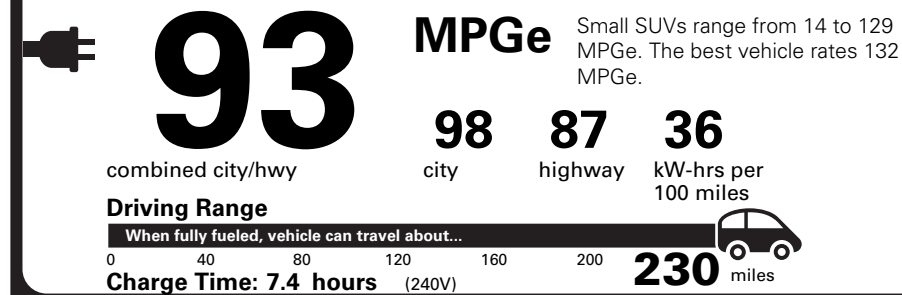 93
MPGe
Small SUVs range from 14 to 129
MPGe. The best vehicle rates 132
MPGe.
combined city/hwy
98
city
87
highway
36
kW-hrs per
100 miles
Driving Range
When fully fueled, vehicle can travel about...
0 40 80 120 160 200 230 miles
Charge Time: 7.4 hours (240V)